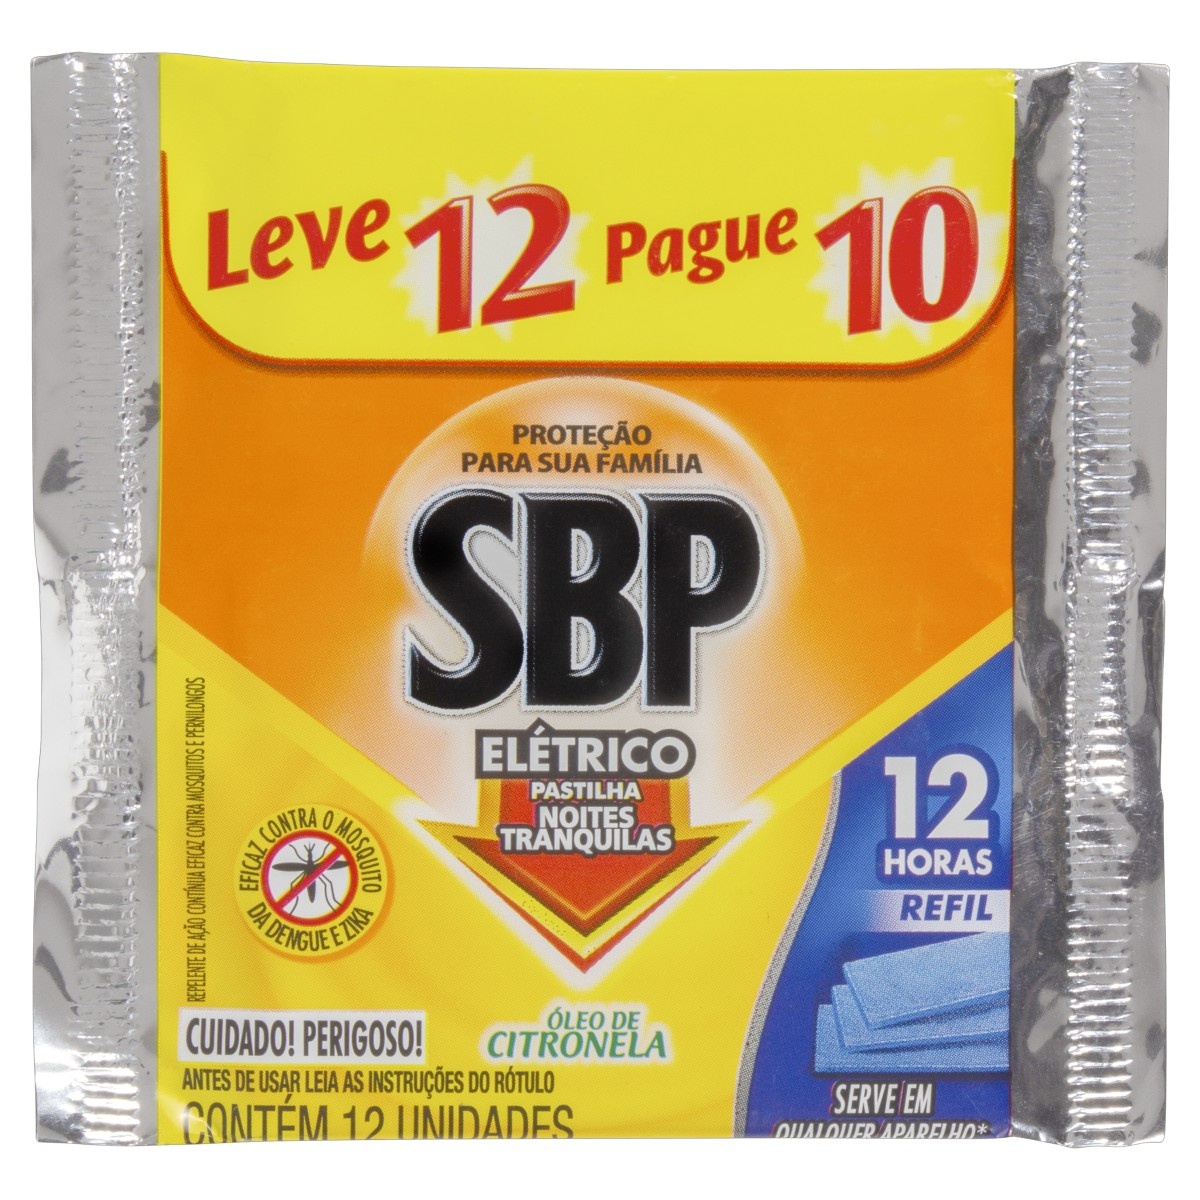 Leve 12 Pague 10
PROTEÇÃO
PARA SUA FAMÍLIA
SBP
ELÉTRICO
PASTILHA
NOITES
TRANQUILAS
12
HORAS
REFIL
REPELENTE DE AÇÃO CONTÍNUA EFICAZ CONTRA MOSQUITOS E PERNILONGOS
EFICAZ CONTRA O MOSQUITO
DA DENGUE E ZIKA
ÓLEO DE
CITRONELA
CUIDADO! PERIGOSO!
ANTES DE USAR LEIA AS INSTRUÇÕES DO RÓTULO
CONTÉM 12 UNIDADES
SERVE EM
QUALQUER APARELHO*